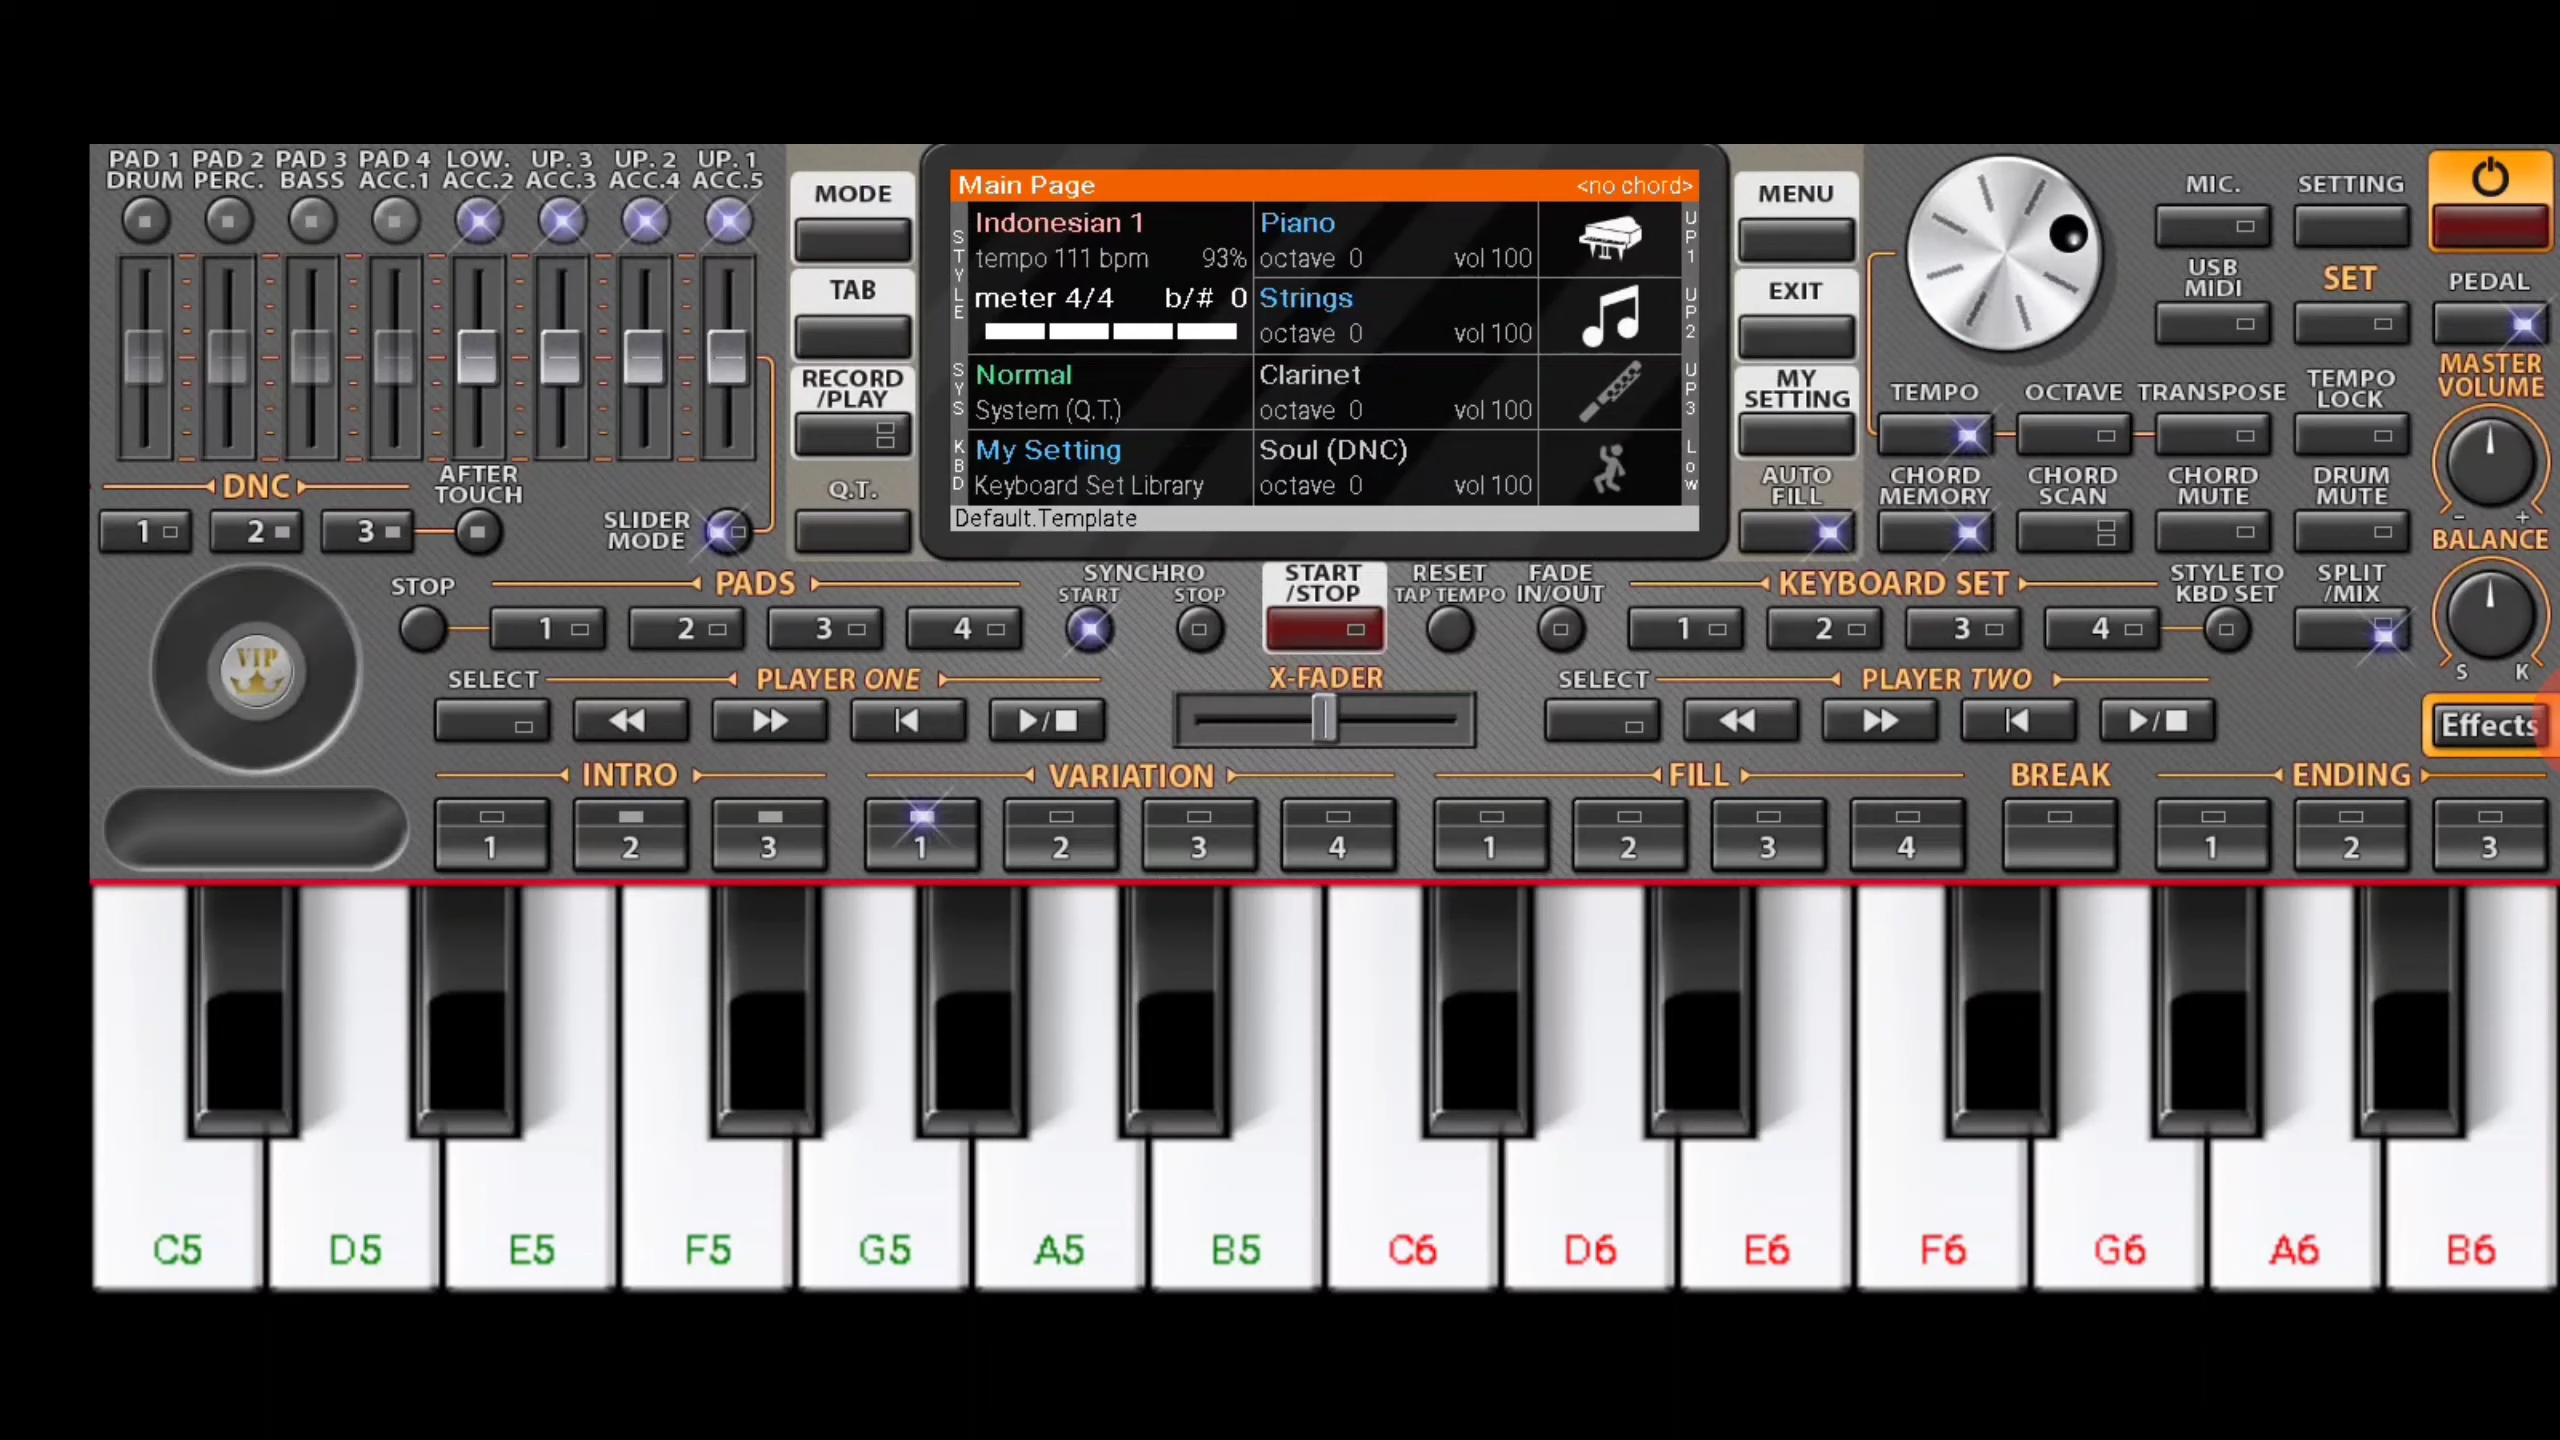 PAD 1 PAD 2 PAD 3 PAD 4 LOW. UP. 3 UP. 2 UP. 1
DRUM PERC. BASS ACC.1 ACC.2 ACC.3 ACC.4 ACC.5
MODE
TAB
RECORD
/PLAY
Q.T.
Main Page <no chord>
STYLE
Indonesian 1
tempo 111 bpm 93%
meter 4/4 b/# 0
SYS
Normal
System (Q.T.)
KBD
My Setting
Keyboard Set Library
Piano
octave 0 vol 100
UP1
Strings
octave 0 vol 100
UP2
Clarinet
octave 0 vol 100
UP3
Soul (DNC)
octave 0 vol 100
Low
Default.Template
MENU
EXIT
MY
SETTING
AUTO
FILL
MIC. SETTING
USB
MIDI
SET
PEDAL
MASTER
VOLUME
- +
TEMPO OCTAVE TRANSPOSE
TEMPO
LOCK
CHORD
MEMORY
CHORD
SCAN
CHORD
MUTE
DRUM
MUTE
BALANCE
S K
DNC
AFTER
TOUCH
1 2 3
SLIDER
MODE
VIP
STOP
PADS
1 2 3 4
SYNCHRO
START STOP
START
/STOP
RESET
TAP TEMPO
FADE
IN/OUT
KEYBOARD SET
1 2 3 4
STYLE TO
KBD SET
SPLIT
/MIX
SELECT PLAYER ONE
X-FADER
SELECT PLAYER TWO
Effects
INTRO VARIATION FILL BREAK ENDING
1 2 3 1 2 3 4 1 2 3 4 1 2 3
C5 D5 E5 F5 G5 A5 B5 C6 D6 E6 F6 G6 A6 B6